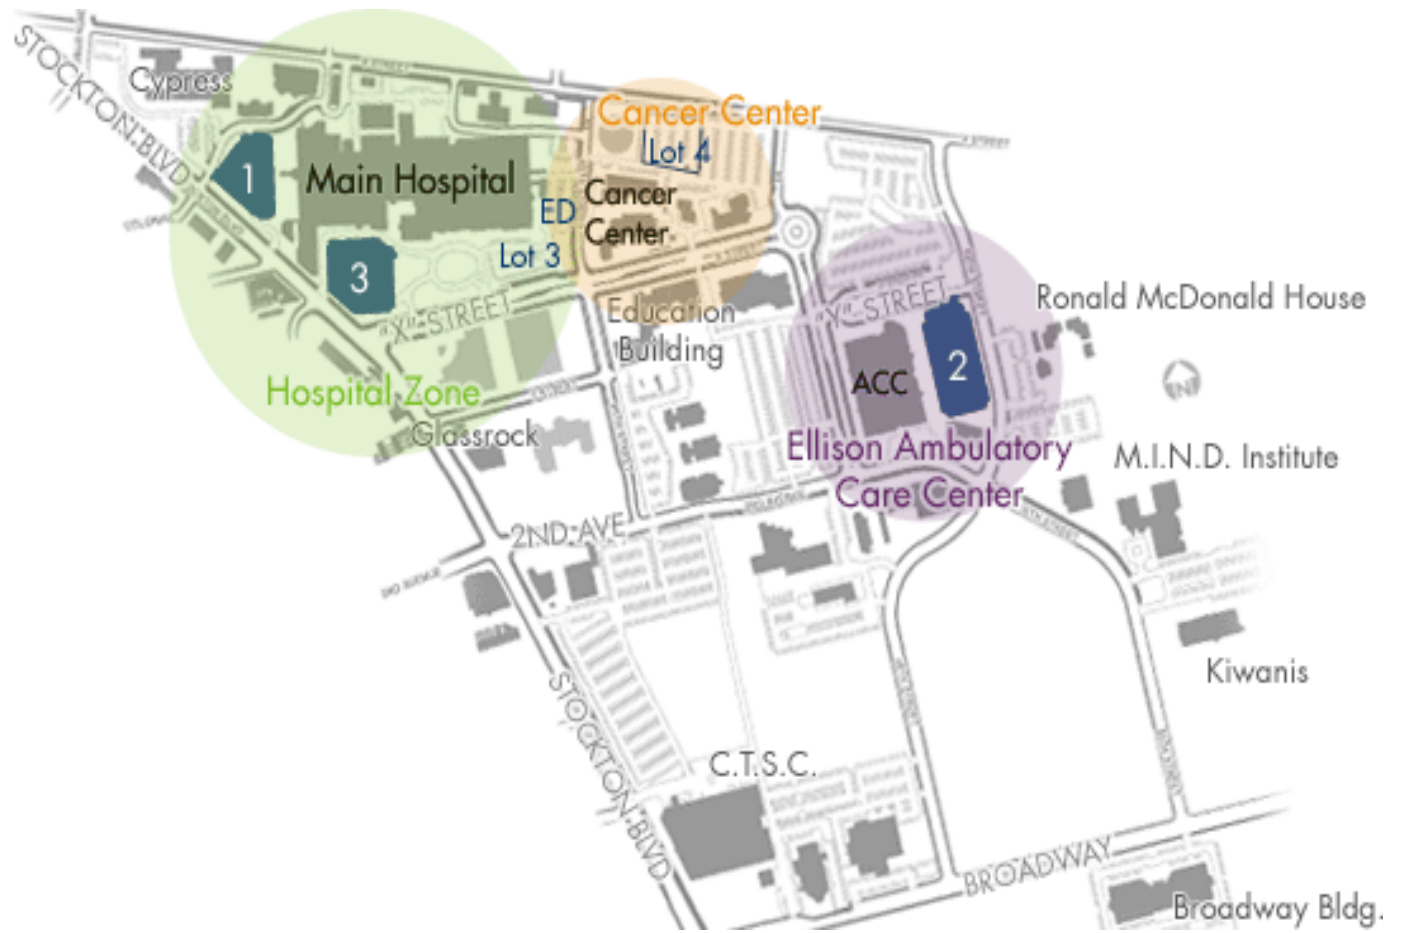 STOCKTON BLVD
Cypress
Cancer Center
Lot 4
1
Main Hospital
Cancer
Center
ED
Lot 3
3
"X" STREET
"Y" STREET
Ronald McDonald House
Education
Building
2
ACC
Hospital Zone
Glassrock
Ellison Ambulatory
Care Center
M.I.N.D. Institute
2ND AVE
Kiwanis
STOCKTON BLVD
C.T.S.C.
BROADWAY
Broadway Bldg.